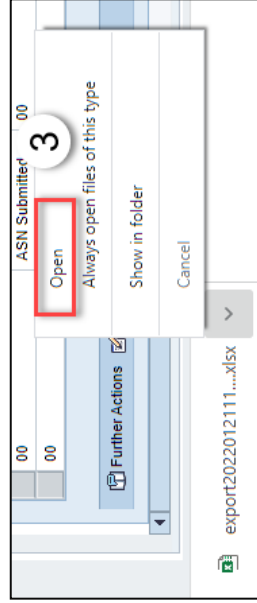 00 ASN Submitted 00
00
3
Open
Always open files of this type
Show in folder
Cancel
Further Actions
export2022012111....xlsx